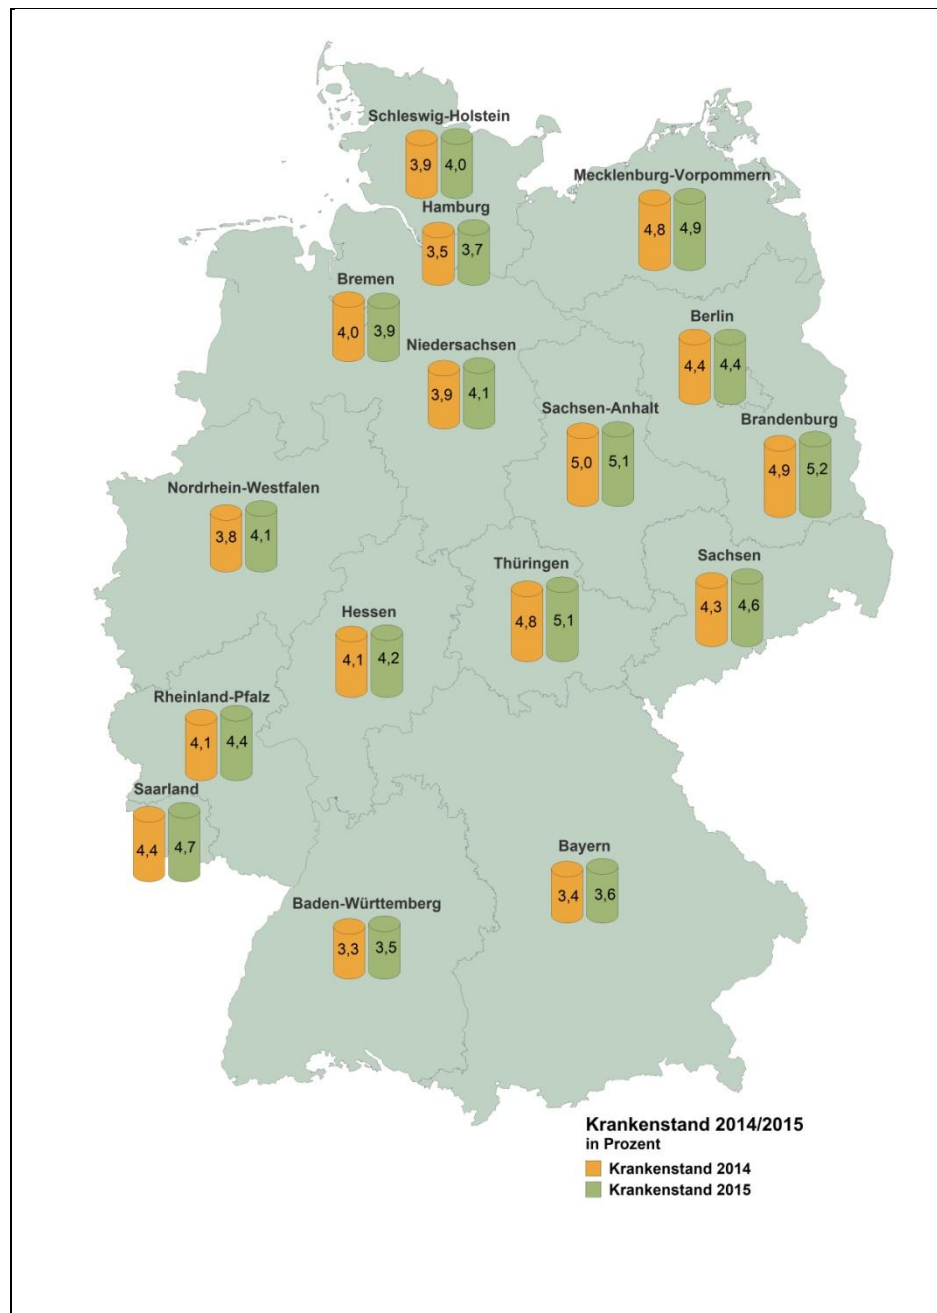 Schleswig-Holstein
3,9 4,0
Mecklenburg-Vorpommern
4,8 4,9
Hamburg
3,5 3,7
Bremen
4,0 3,9
Berlin
4,4 4,4
Niedersachsen
3,9 4,1
Sachsen-Anhalt
5,0 5,1
Brandenburg
4,9 5,2
Nordrhein-Westfalen
3,8 4,1
Thüringen
4,8 5,1
Sachsen
4,3 4,6
Hessen
4,1 4,2
Rheinland-Pfalz
4,1 4,4
Saarland
4,4 4,7
Bayern
3,4 3,6
Baden-Württemberg
3,3 3,5
Krankenstand 2014/2015
in Prozent
Krankenstand 2014
Krankenstand 2015